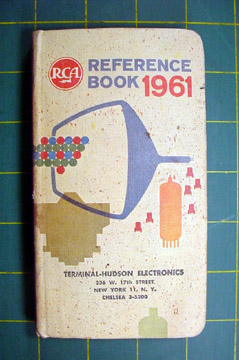 RCA
REFERENCE
BOOK 1961
TERMINAL-HUDSON ELECTRONICS
236 W. 17th STREET,
NEW YORK 11, N. Y.
CHELSEA 3-5200